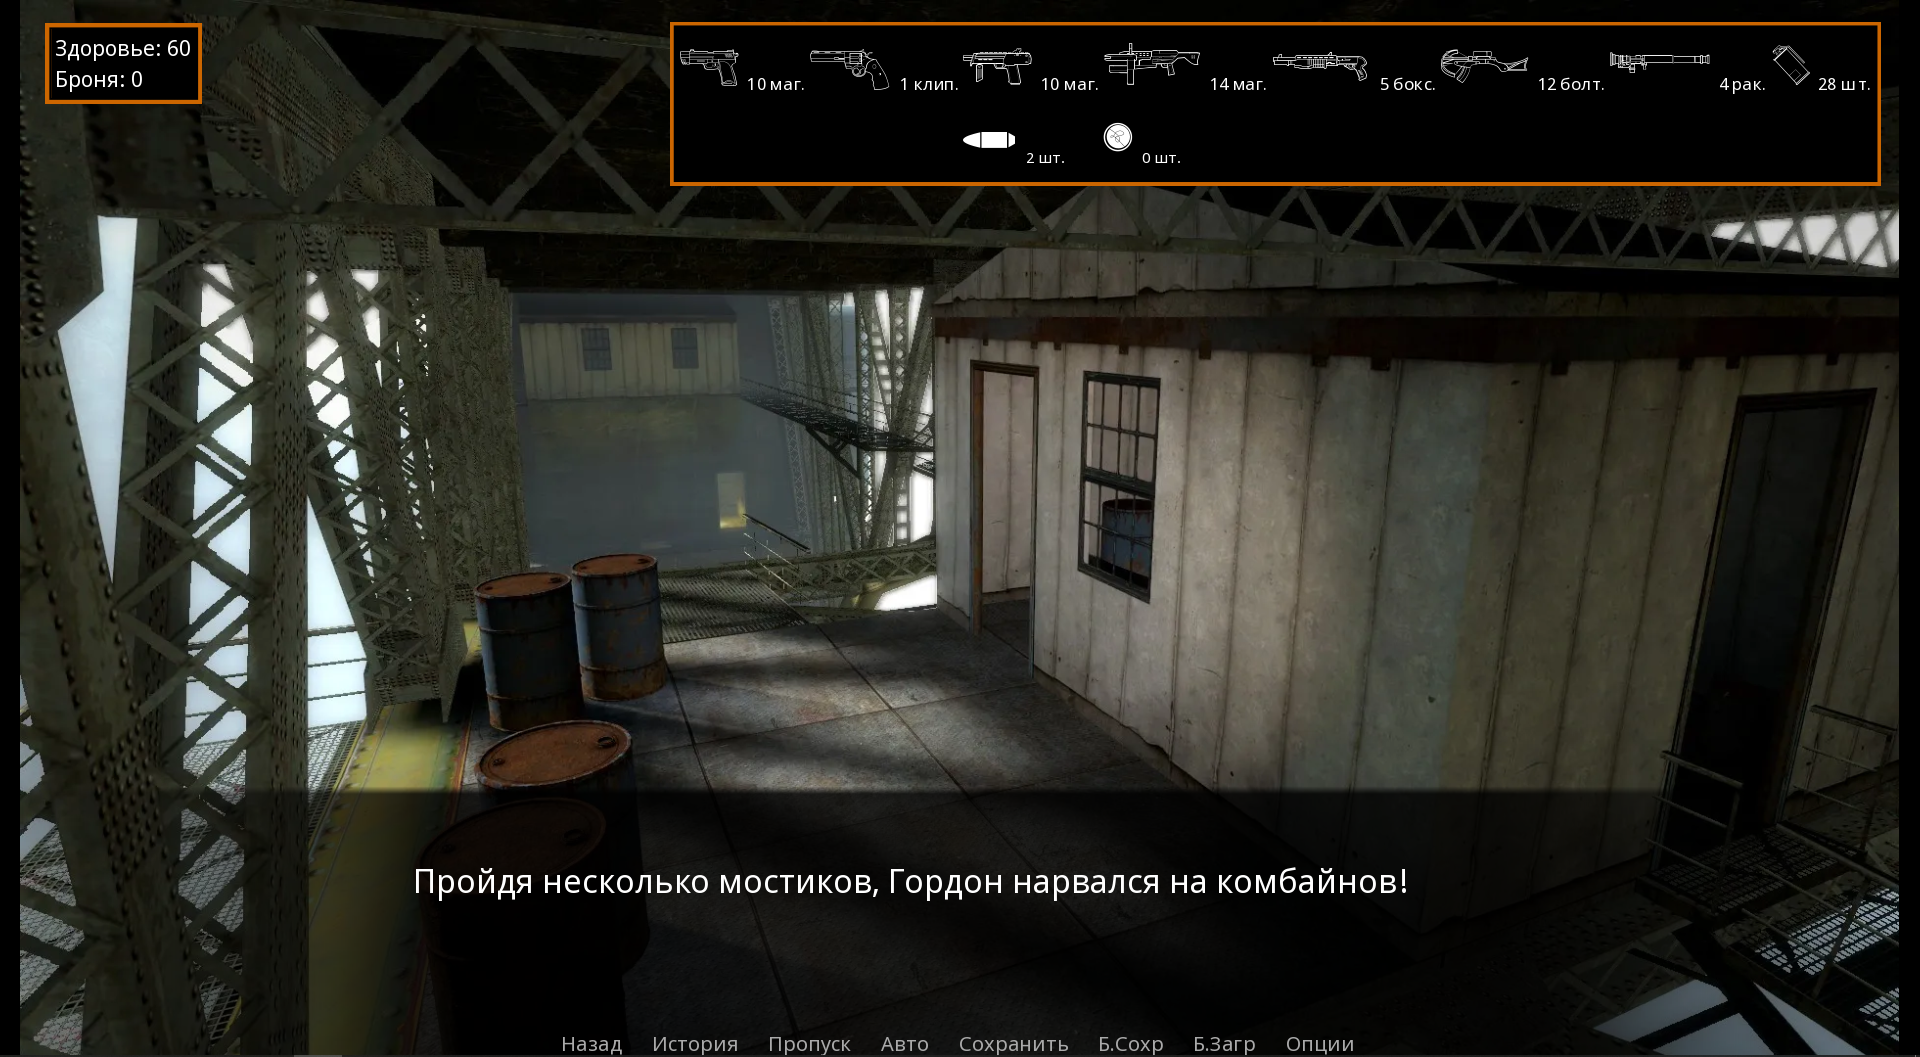 Здоровье: 60
Броня: 0
10 маг. 1 клип. 10 маг. 14 маг. 5 бокс. 12 болт. 4 рак. 28 шт.
2 шт. 0 шт.
Пройдя несколько мостиков, Гордон нарвался на комбайнов!
Назад История Пропуск Авто Сохранить Б.Сохр Б.Загр Опции